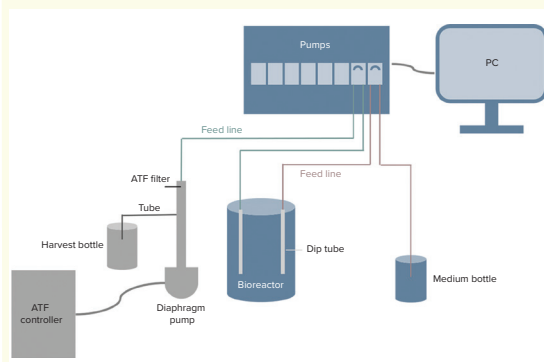 Pumps
PC
Feed line
ATF filter
Feed line
Tube
Harvest bottle
Dip tube
Bioreactor
Medium bottle
ATF
controller
Diaphragm
pump